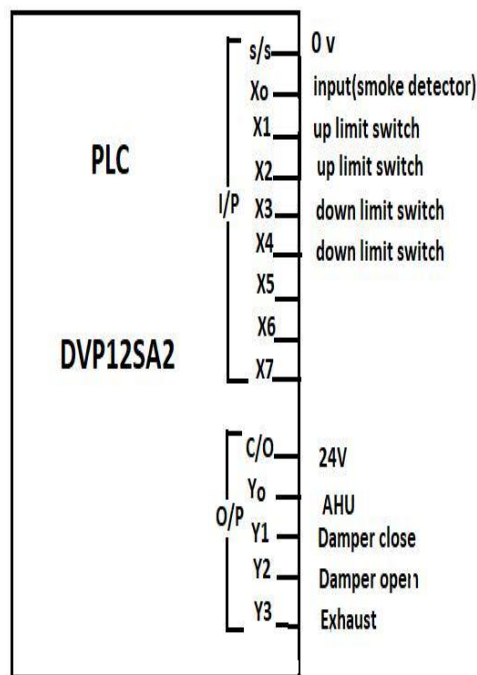 s/s 0 v
Xo input(smoke detector)
X1 up limit switch
X2 up limit switch
PLC
I/P
X3 down limit switch
X4 down limit switch
X5
X6
DVP12SA2
X7
C/O 24V
Yo AHU
O/P
Y1 Damper close
Y2 Damper open
Y3 Exhaust